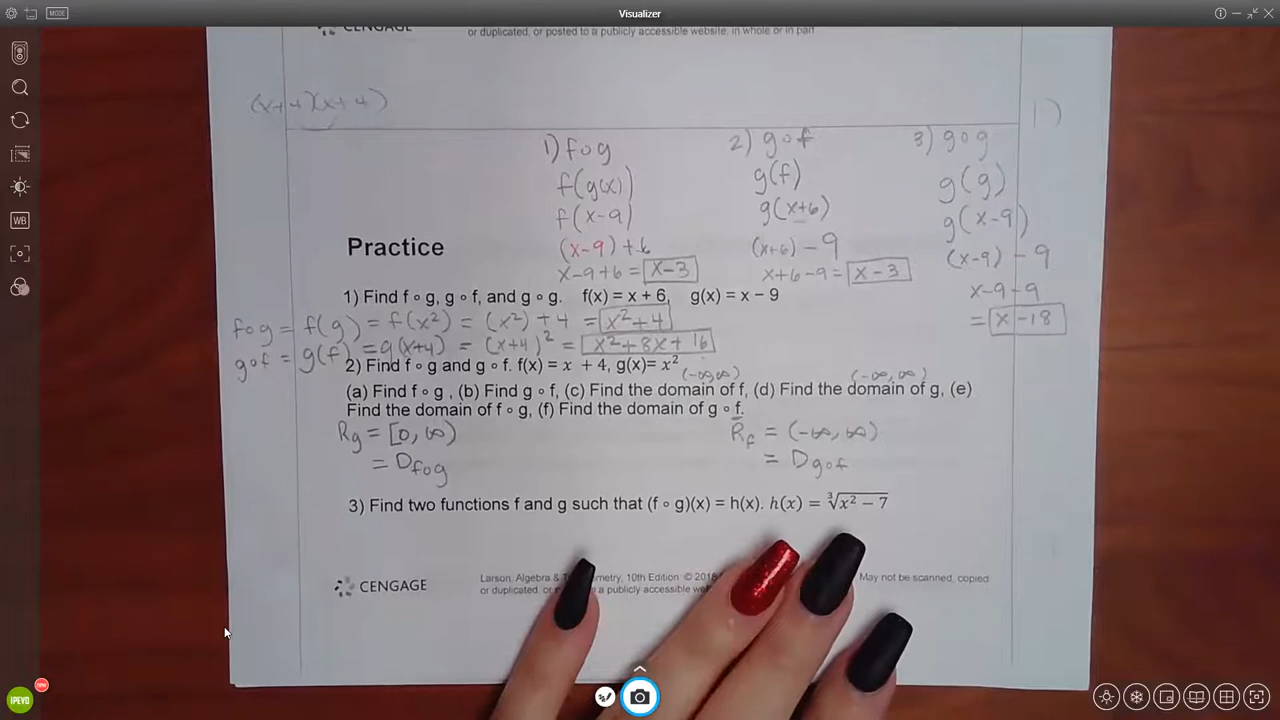 MODE
Visualizer
CENGAGE
or duplicated, or posted to a publicly accessible website, in whole or in part
(x+4)(x+4)
1)
1) f∘g
f(g(x))
f(x-9)
(x-9)+6
x-9+6 = x-3
2) g∘f
g(f)
g(x+6)
(x+6) - 9
x+6-9 = x-3
3) g∘g
g(g)
g(x-9)
(x-9) - 9
x-9-9
= x-18
Practice
1) Find f ∘ g, g ∘ f, and g ∘ g. f(x) = x + 6, g(x) = x – 9
f∘g = f(g) = f(x²) = (x²)+4 = x²+4
g∘f = g(f) = g(x+4) = (x+4)² = x²+8x+16
2) Find f ∘ g and g ∘ f. f(x) = x + 4, g(x)= x²
(-∞,∞) (-∞,∞)
(a) Find f ∘ g , (b) Find g ∘ f, (c) Find the domain of f, (d) Find the domain of g, (e)
Find the domain of f ∘ g, (f) Find the domain of g ∘ f.
Rg = [0,∞)
= Df∘g
Rf = (-∞,∞)
= Dg∘f
3) Find two functions f and g such that (f ∘ g)(x) = h(x). h(x) = ∛(x² − 7)
CENGAGE
Larson, Algebra & 10th Edition © May not be scanned, copied
or duplicated, or a publicly accessible
WB
IPEVO
new